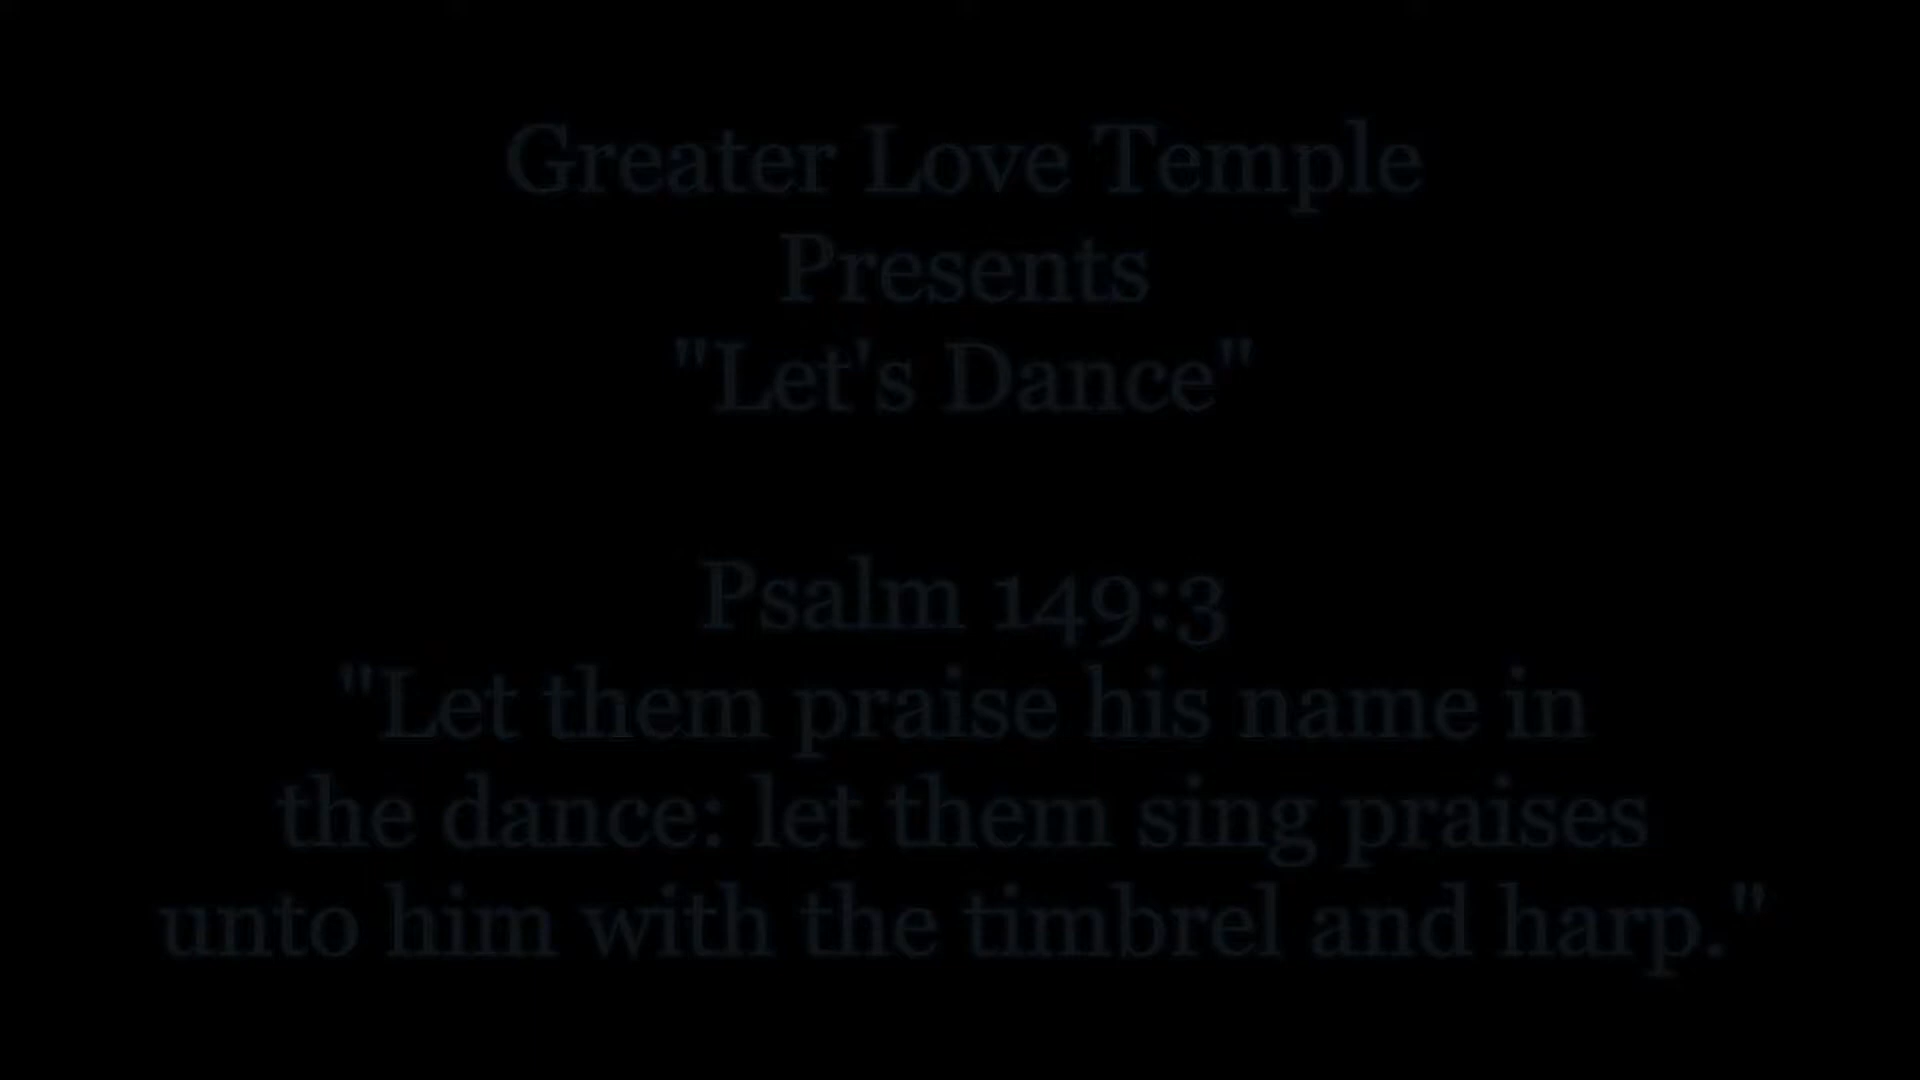 Greater Love Temple
Presents
"Let's Dance"
Psalm 149:3
"Let them praise his name in
the dance: let them sing praises
unto him with the timbrel and harp."